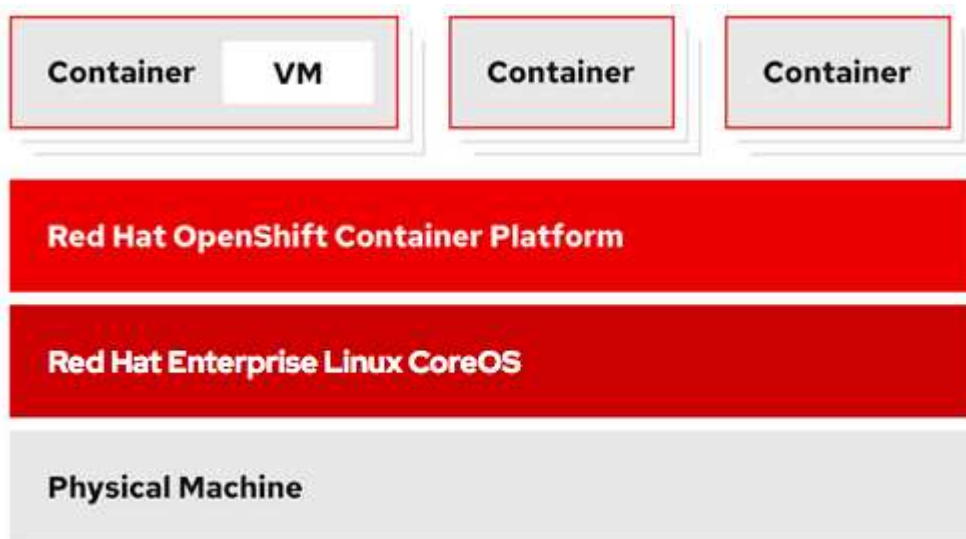 Container VM Container Container
Red Hat OpenShift Container Platform
Red Hat Enterprise Linux CoreOS
Physical Machine